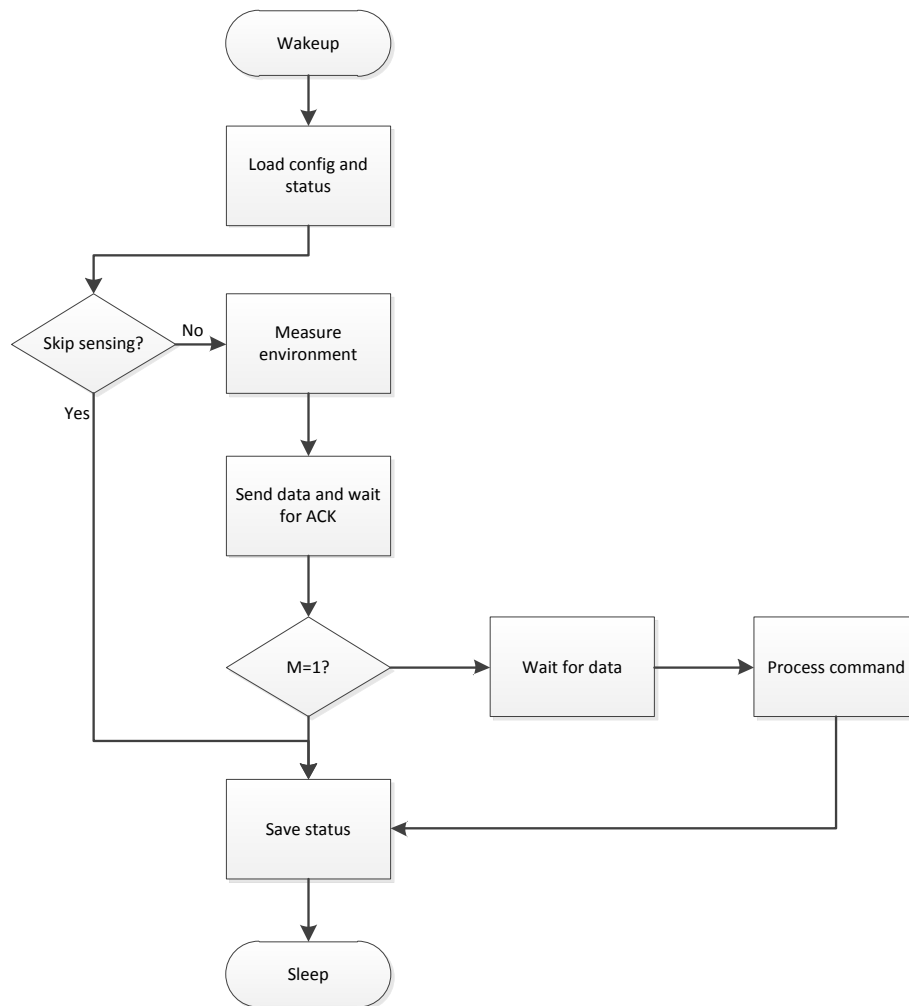 Wakeup
Load config and
status
Skip sensing?
No
Measure
environment
Yes
Send data and wait
for ACK
M=1?
Wait for data
Process command
Save status
Sleep